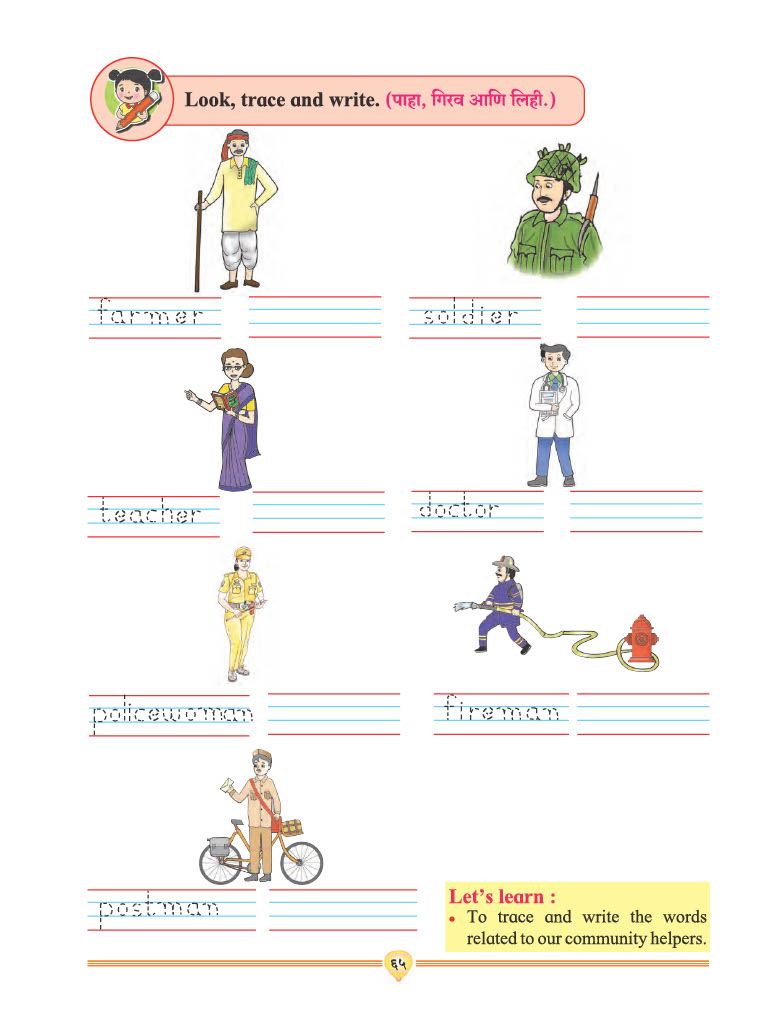 Look, trace and write. (पाहा, गिरव आणि लिही.)
farmer
soldier
teacher
doctor
policewoman
fireman
postman
Let's learn :
• To trace and write the words
related to our community helpers.
६५